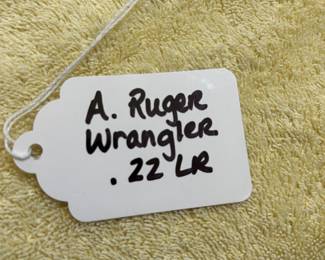 A. Ruger
Wrangler
.22 LR